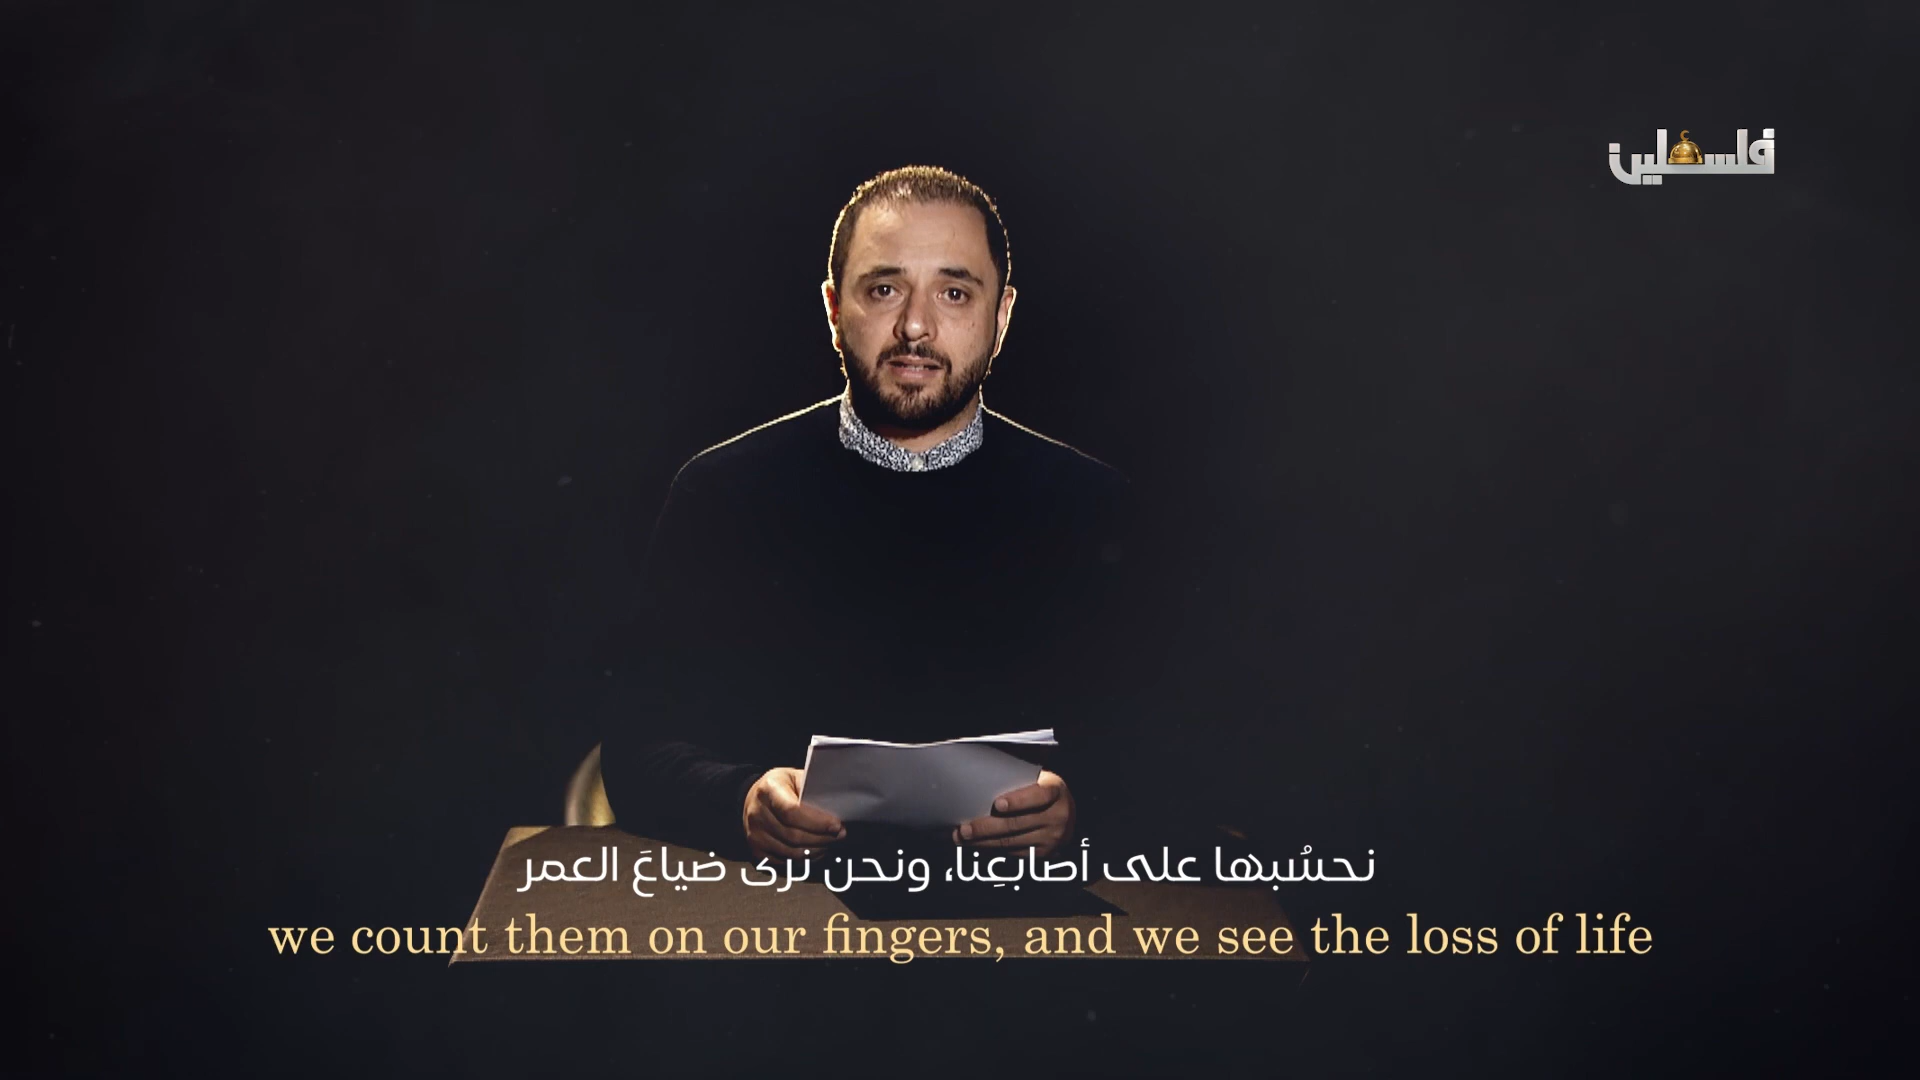 فلسطين
نحسُبها على أصابعِنا، ونحن نرى ضياعَ العمر
we count them on our fingers, and we see the loss of life